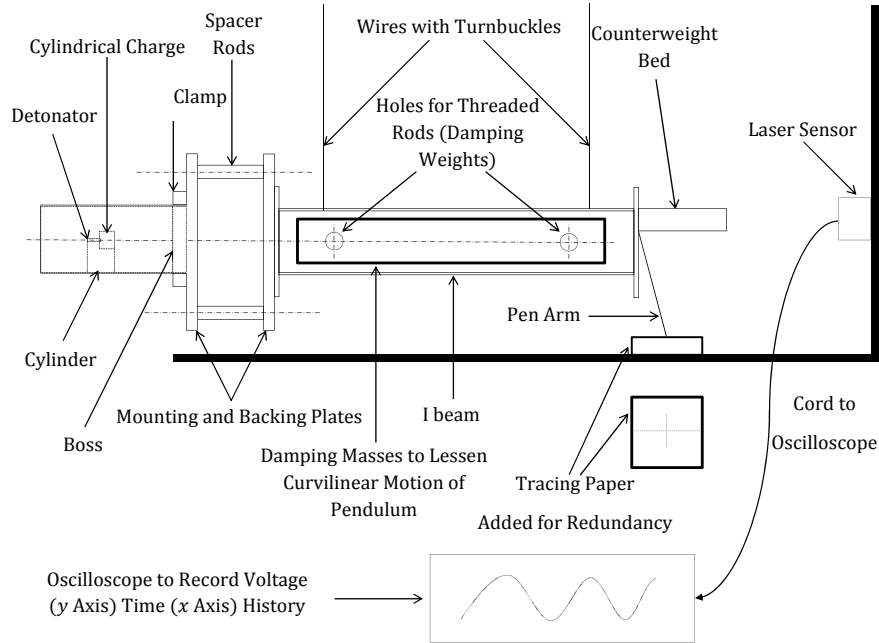 Spacer
Rods
Wires with Turnbuckles
Counterweight
Bed
Cylindrical Charge
Clamp
Detonator
Holes for Threaded
Rods (Damping
Weights)
Laser Sensor
Pen Arm
Cylinder
Mounting and Backing Plates
I beam
Boss
Damping Masses to Lessen
Curvilinear Motion of
Pendulum
Cord to
Oscilloscope
Tracing Paper
Added for Redundancy
Oscilloscope to Record Voltage
(y Axis) Time (x Axis) History